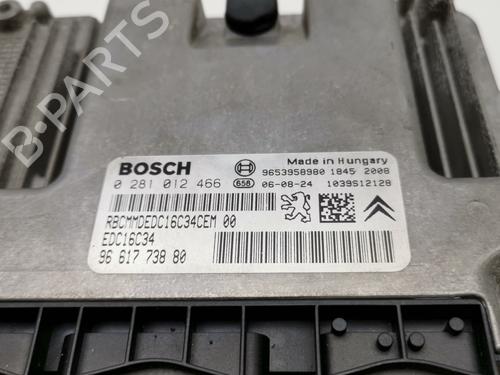 BOSCH
Made in Hungary
9653958980 1845 2008
0 281 012 466 658 06-08-24 1039S12128
RBCMMDEDC16C34CEM 00
EDC16C34
96 617 738 80
B-PARTS